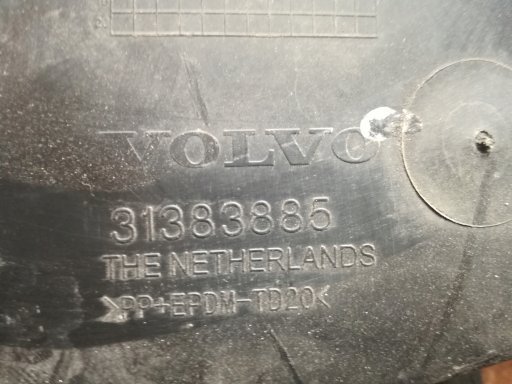 VOLVO
31383885
THE NETHERLANDS
>PP+EPDM-TD20<